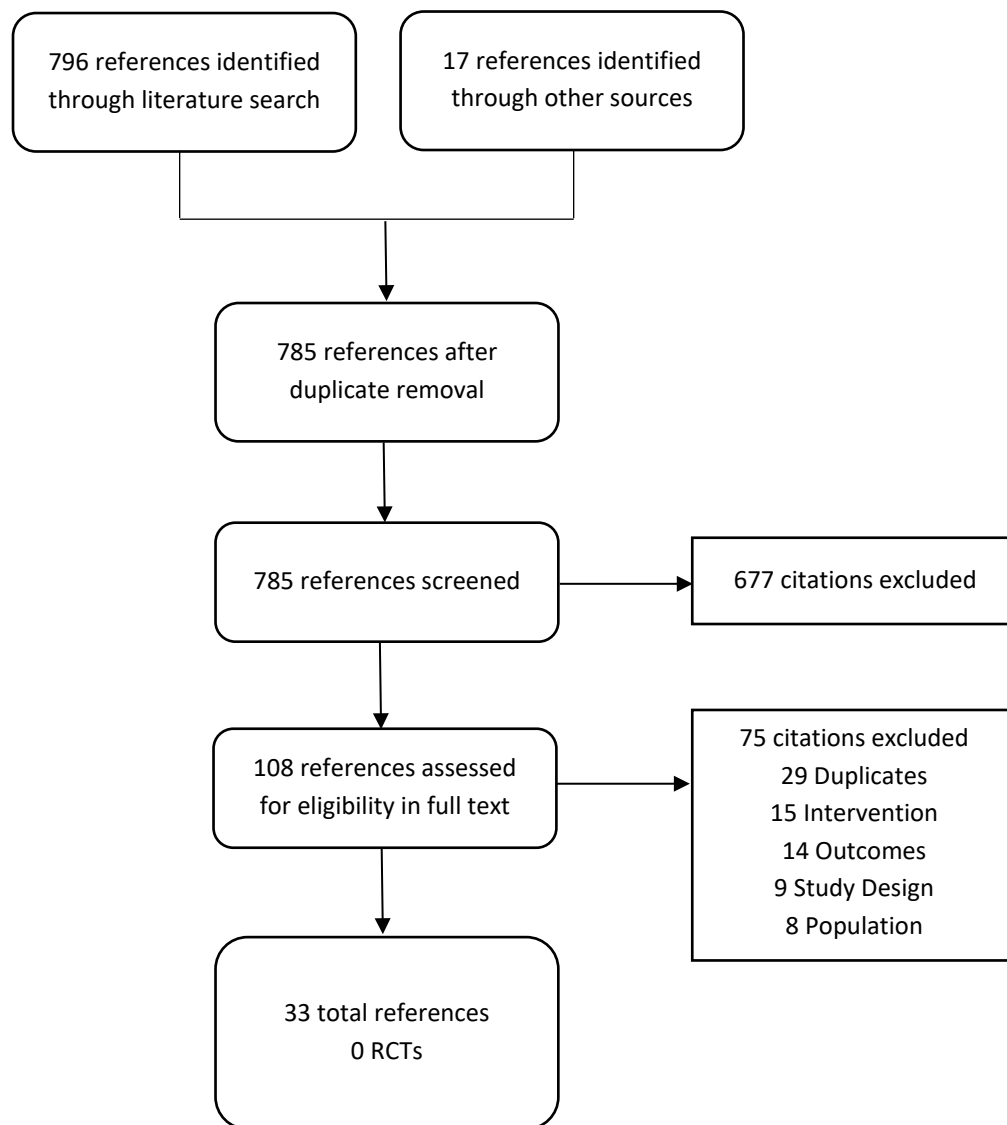 796 references identified
through literature search
17 references identified
through other sources
785 references after
duplicate removal
785 references screened
677 citations excluded
108 references assessed
for eligibility in full text
75 citations excluded
29 Duplicates
15 Intervention
14 Outcomes
9 Study Design
8 Population
33 total references
0 RCTs